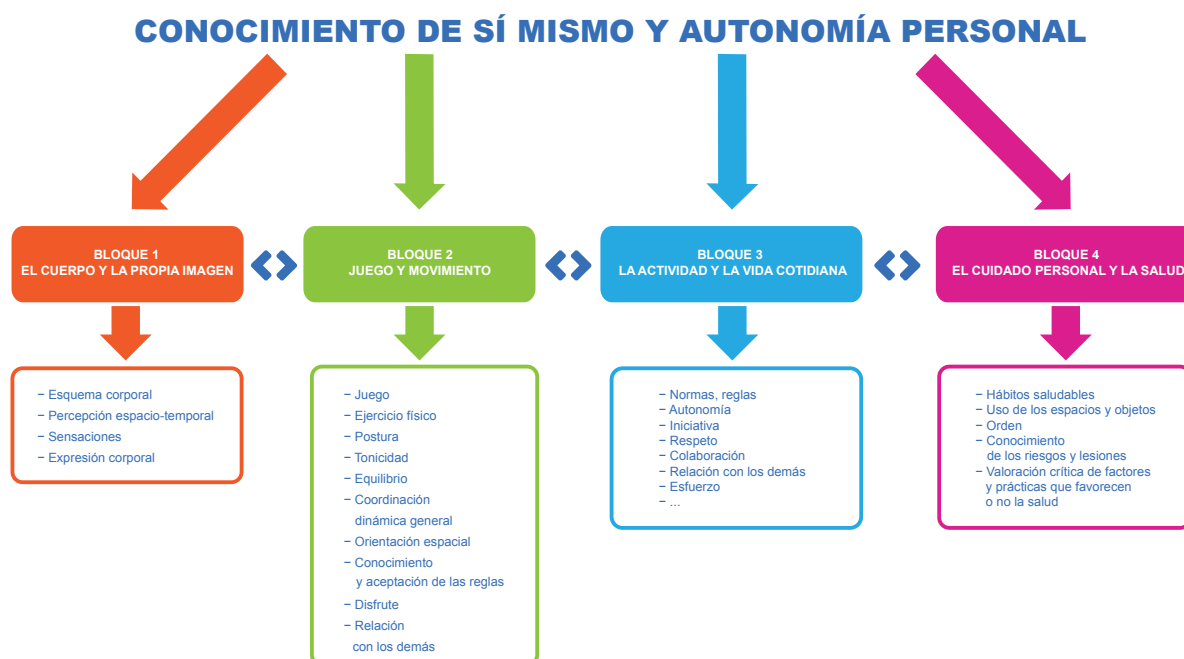 CONOCIMIENTO DE SÍ MISMO Y AUTONOMÍA PERSONAL
BLOQUE 1
EL CUERPO Y LA PROPIA IMAGEN
BLOQUE 2
JUEGO Y MOVIMIENTO
BLOQUE 3
LA ACTIVIDAD Y LA VIDA COTIDIANA
BLOQUE 4
EL CUIDADO PERSONAL Y LA SALUD
− Esquema corporal
− Percepción espacio-temporal
− Sensaciones
− Expresión corporal
− Juego
− Ejercicio físico
− Postura
− Tonicidad
− Equilibrio
− Coordinación
dinámica general
− Orientación espacial
− Conocimiento
y aceptación de las reglas
− Disfrute
− Relación
con los demás
− Normas, reglas
− Autonomía
− Iniciativa
− Respeto
− Colaboración
− Relación con los demás
− Esfuerzo
− ...
− Hábitos saludables
− Uso de los espacios y objetos
− Orden
− Conocimiento
de los riesgos y lesiones
− Valoración crítica de factores
y prácticas que favorecen
o no la salud